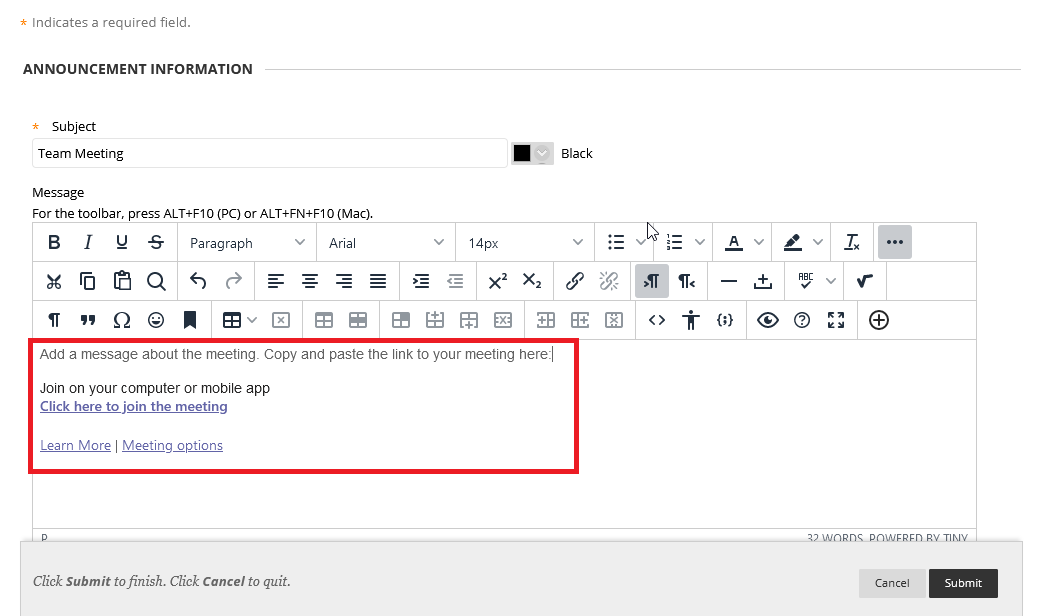 * Indicates a required field.
ANNOUNCEMENT INFORMATION
* Subject
Team Meeting
Black
Message
For the toolbar, press ALT+F10 (PC) or ALT+FN+F10 (Mac).
B I U S Paragraph Arial 14px A
ABC
Add a message about the meeting. Copy and paste the link to your meeting here:
Join on your computer or mobile app
Click here to join the meeting
Learn More | Meeting options
P 32 WORDS POWERED BY TINY
Click Submit to finish. Click Cancel to quit.
Cancel Submit